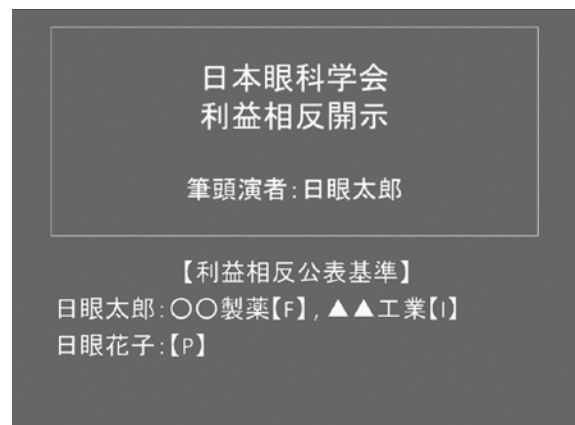 日本眼科学会
利益相反開示
筆頭演者:日眼太郎
【利益相反公表基準】
日眼太郎:〇〇製薬【F】, ▲▲工業【I】
日眼花子:【P】